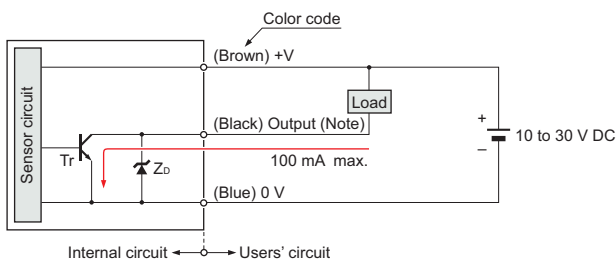 Color code
(Brown) +V
Load
(Black) Output (Note)
Sensor circuit
Tr
ZD
100 mA max.
+
–
10 to 30 V DC
(Blue) 0 V
Internal circuit
Users' circuit